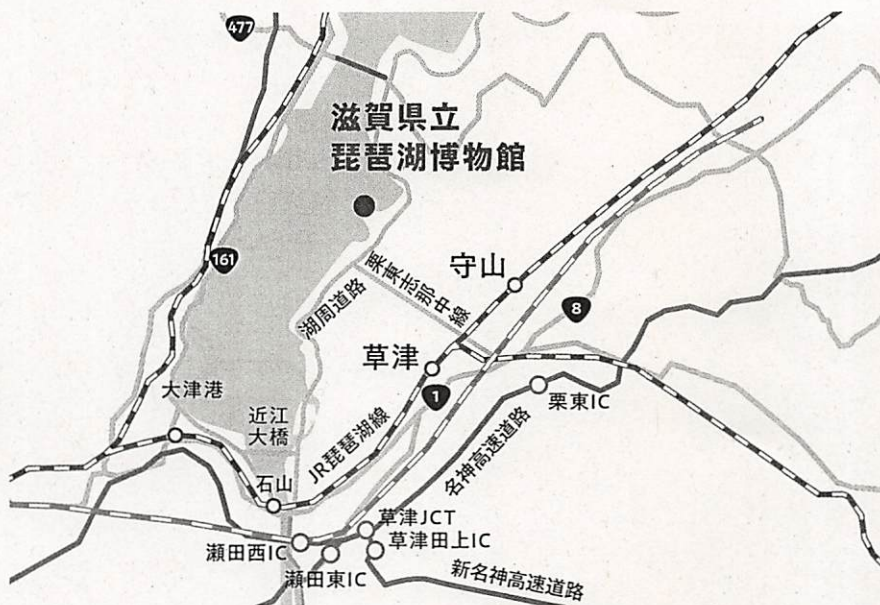 477
滋賀県立
琵琶湖博物館
161
守山
栗東志那中線
湖周道路
8
草津
1
大津港
近江
大橋
栗東IC
JR琵琶湖線
名神高速道路
石山
草津JCT
草津田上IC
瀬田西IC
瀬田東IC
新名神高速道路